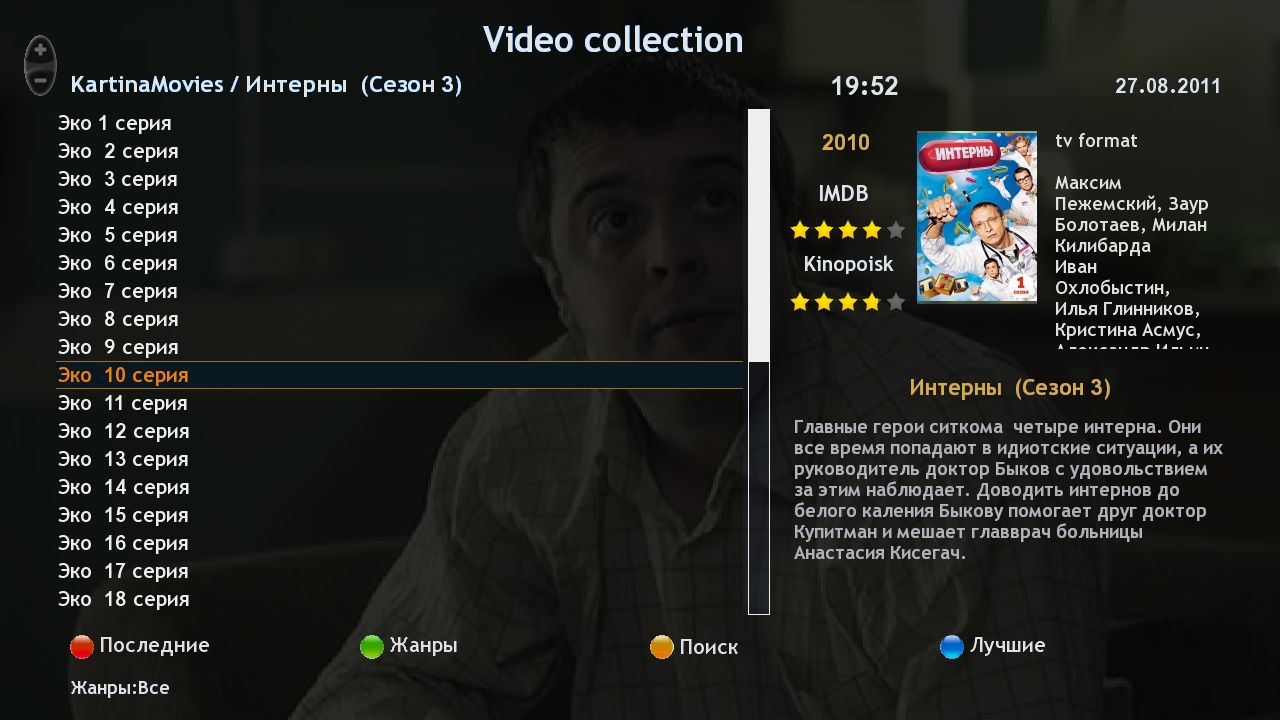 Video collection
KartinaMovies / Интерны (Сезон 3)
19:52
27.08.2011
Эко 1 серия
Эко 2 серия
Эко 3 серия
Эко 4 серия
Эко 5 серия
Эко 6 серия
Эко 7 серия
Эко 8 серия
Эко 9 серия
Эко 10 серия
Эко 11 серия
Эко 12 серия
Эко 13 серия
Эко 14 серия
Эко 15 серия
Эко 16 серия
Эко 17 серия
Эко 18 серия
2010
IMDB
Kinopoisk
ИНТЕРНЫ
1
сезон
tv format
Максим
Пежемский, Заур
Болотаев, Милан
Килибарда
Иван
Охлобыстин,
Илья Глинников,
Кристина Асмус,
Интерны (Сезон 3)
Главные герои ситкома четыре интерна. Они
все время попадают в идиотские ситуации, а их
руководитель доктор Быков с удовольствием
за этим наблюдает. Доводить интернов до
белого каления Быкову помогает друг доктор
Купитман и мешает главврач больницы
Анастасия Кисегач.
Последние
Жанры
Поиск
Лучшие
Жанры:Все